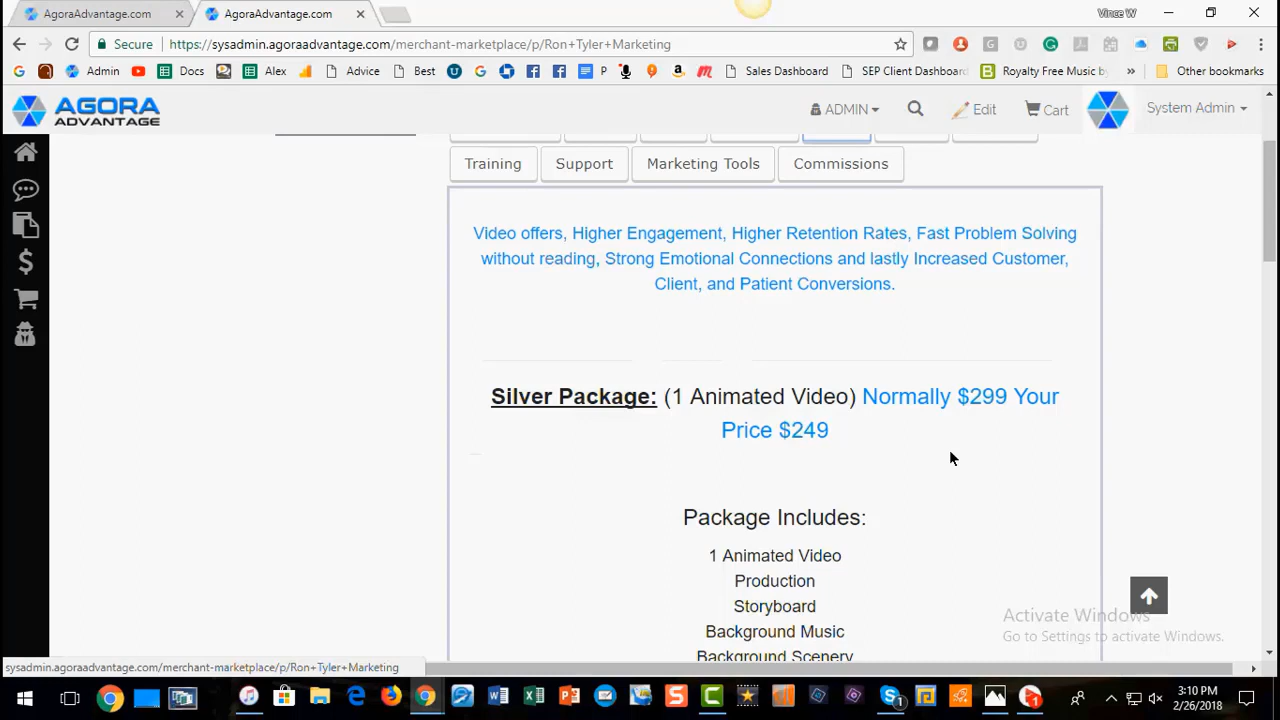 AgoraAdvantage.com
AgoraAdvantage.com
Vince W
Secure https://sysadmin.agoraadvantage.com/merchant-marketplace/p/Ron+Tyler+Marketing
Admin Docs Alex Advice Best P Sales Dashboard SEP Client Dashboard Royalty Free Music by » Other bookmarks
AGORA
ADVANTAGE
ADMIN Edit Cart System Admin
Training Support Marketing Tools Commissions
Video offers, Higher Engagement, Higher Retention Rates, Fast Problem Solving
without reading, Strong Emotional Connections and lastly Increased Customer,
Client, and Patient Conversions.
Silver Package: (1 Animated Video) Normally $299 Your
Price $249
Package Includes:
1 Animated Video
Production
Storyboard
Background Music
Background Scenery
Activate Windows
Go to Settings to activate Windows.
sysadmin.agoraadvantage.com/merchant-marketplace/p/Ron+Tyler+Marketing
3:10 PM
2/26/2018